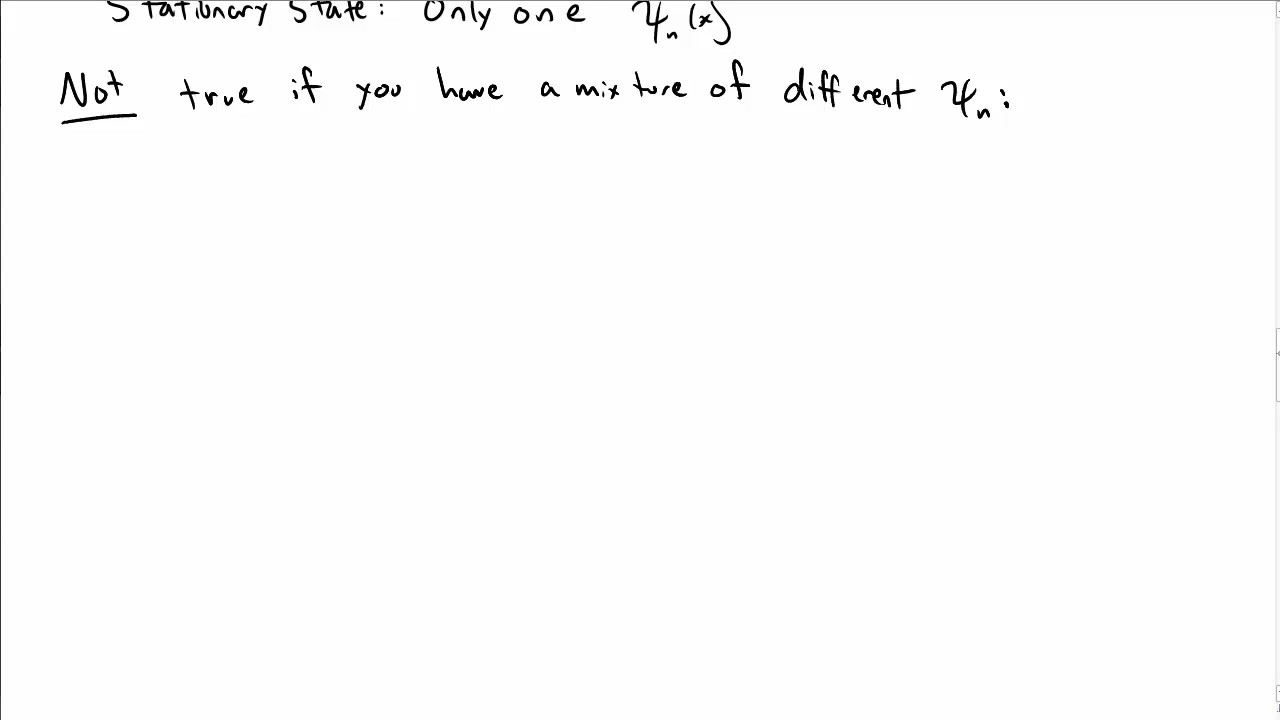 Stationary State: Only one Ψₙ(x)
Not true if you have a mixture of different Ψₙ: